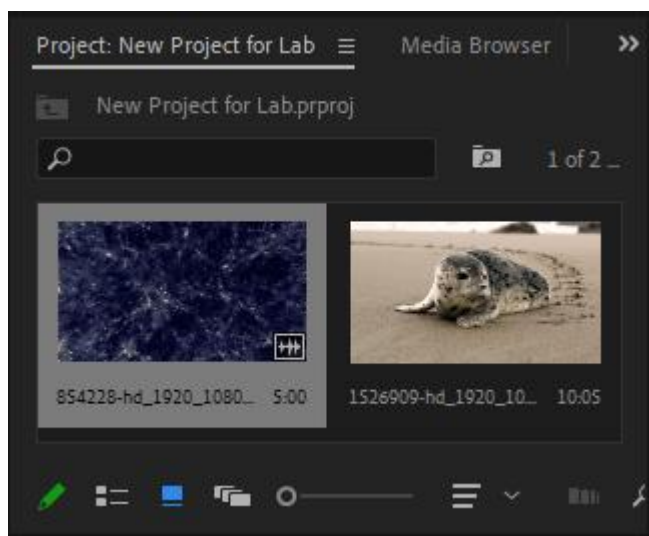 Project: New Project for Lab Media Browser
New Project for Lab.prproj
1 of 2 ...
854228-hd_1920_1080... 5:00 1526909-hd_1920_10... 10:05